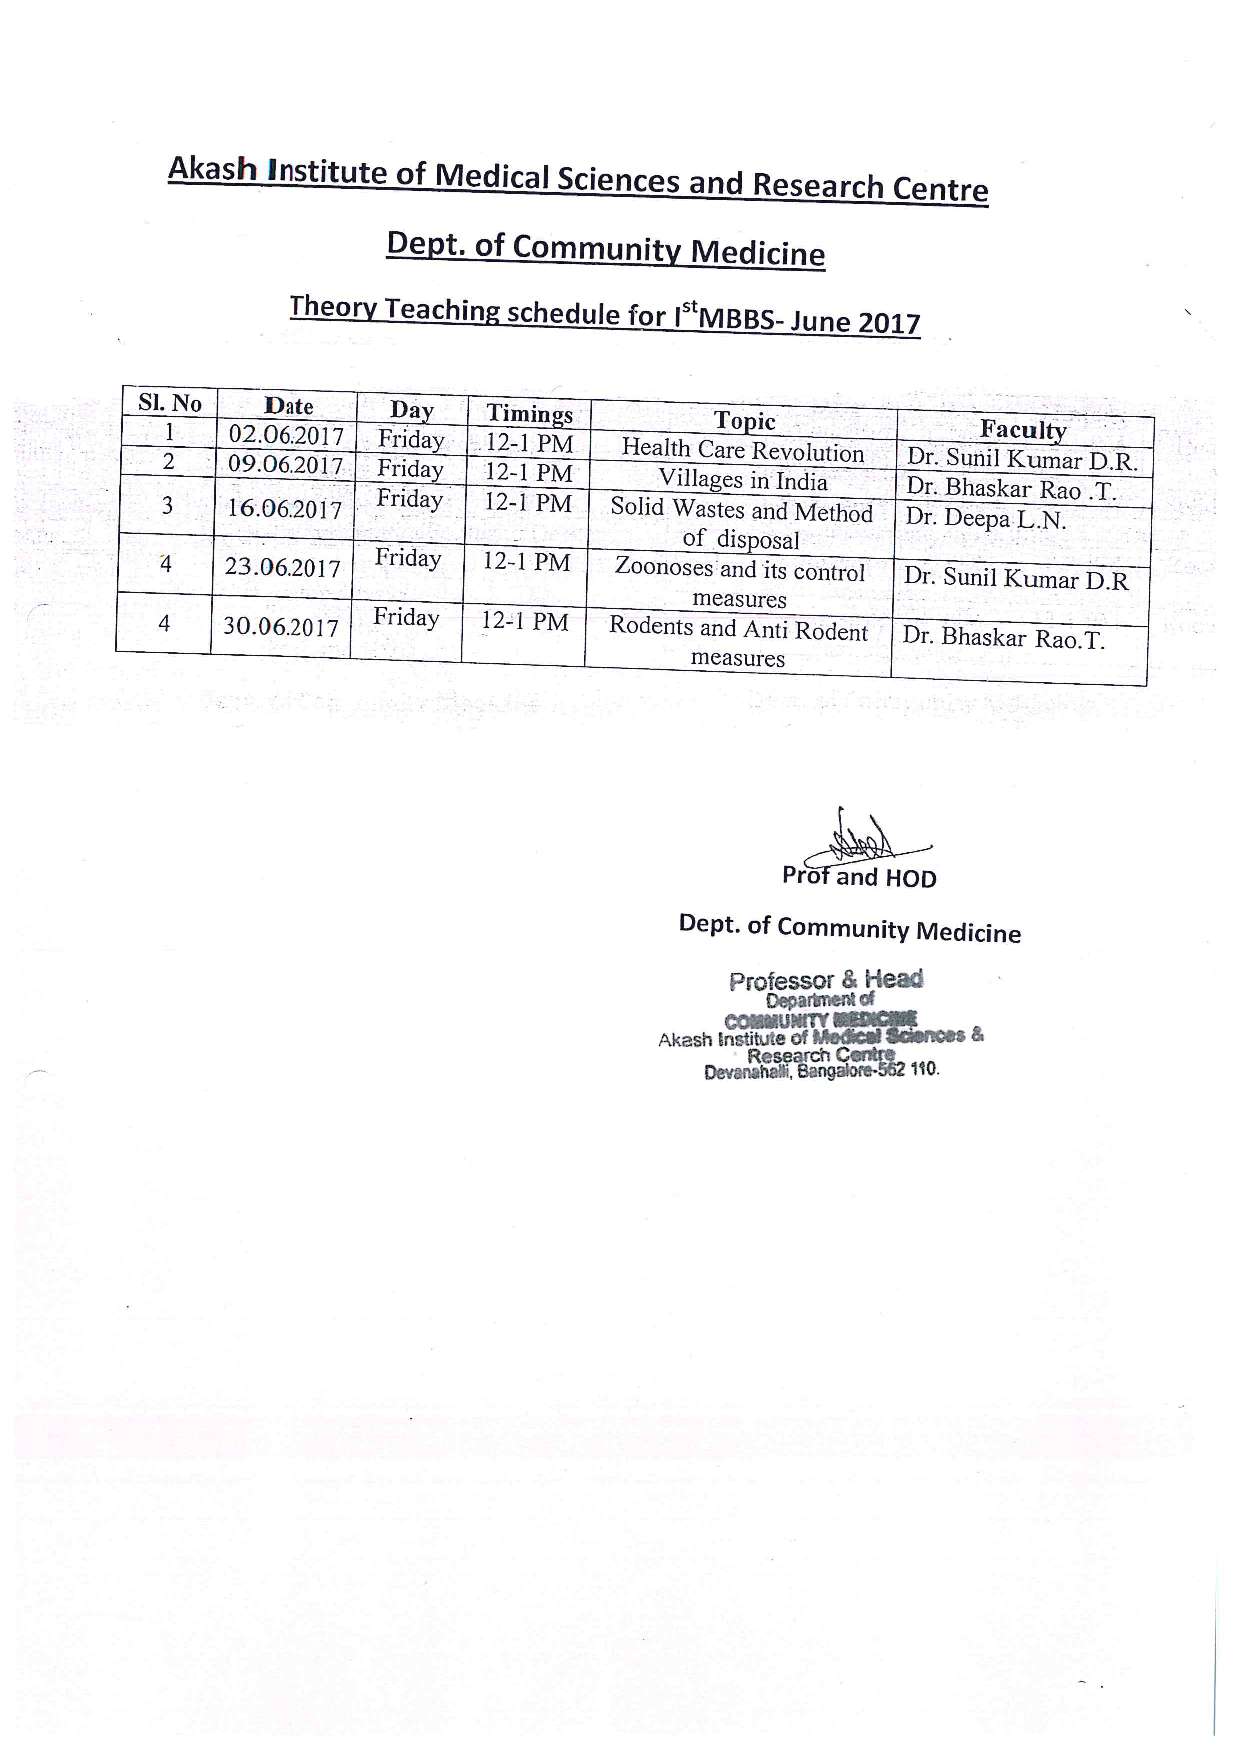 Akash Institute of Medical Sciences and Research Centre
Dept. of Community Medicine
Theory Teaching schedule for Ist MBBS- June 2017
Sl. No Date Day Timings Topic Faculty
1 02.06.2017 Friday 12-1 PM Health Care Revolution Dr. Sunil Kumar D.R.
2 09.06.2017 Friday 12-1 PM Villages in India Dr. Bhaskar Rao .T.
3 16.06.2017 Friday 12-1 PM Solid Wastes and Method Dr. Deepa L.N.
of disposal
4 23.06.2017 Friday 12-1 PM Zoonoses and its control Dr. Sunil Kumar D.R
measures
4 30.06.2017 Friday 12-1 PM Rodents and Anti Rodent Dr. Bhaskar Rao.T.
measures
Prof and HOD
Dept. of Community Medicine
Professor & Head
Department of
COMMUNITY MEDICINE
Akash Institute of Medical Sciences &
Research Centre
Devanahalli, Bangalore-562 110.